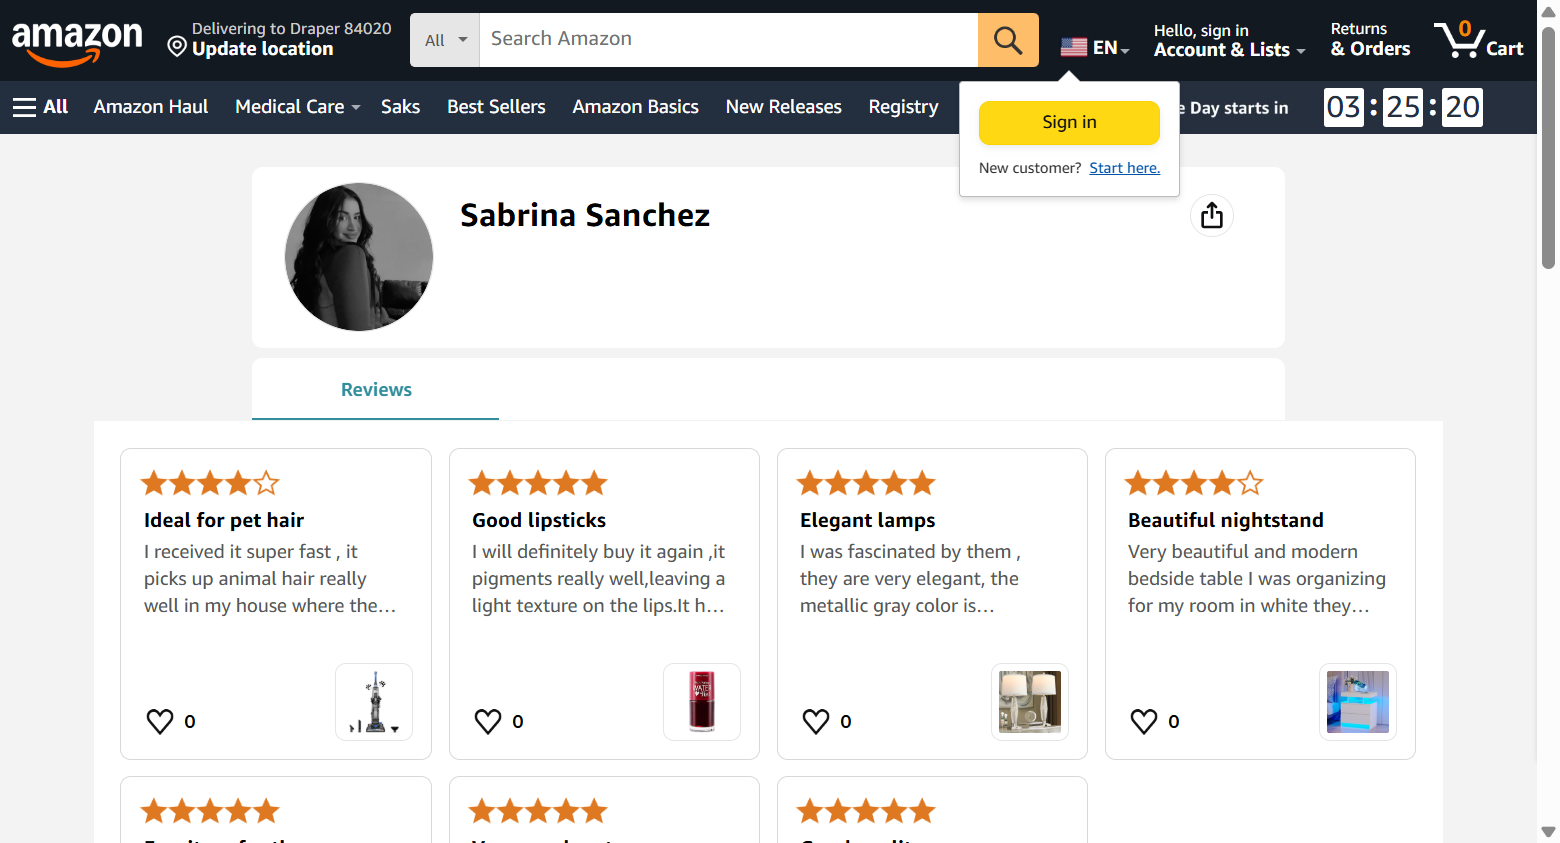 amazon
Delivering to Draper 84020
Update location
All
Search Amazon
EN
Hello, sign in
Account & Lists
Returns
& Orders
0
Cart
All
Amazon Haul
Medical Care
Saks
Best Sellers
Amazon Basics
New Releases
Registry
e Day starts in
03 : 25 : 20
Sign in
New customer? Start here.
Sabrina Sanchez
Reviews
Ideal for pet hair
I received it super fast , it
picks up animal hair really
well in my house where the…
0
Good lipsticks
I will definitely buy it again ,it
pigments really well,leaving a
light texture on the lips.It h…
WATER
0
Elegant lamps
I was fascinated by them ,
they are very elegant, the
metallic gray color is…
0
Beautiful nightstand
Very beautiful and modern
bedside table I was organizing
for my room in white they…
0